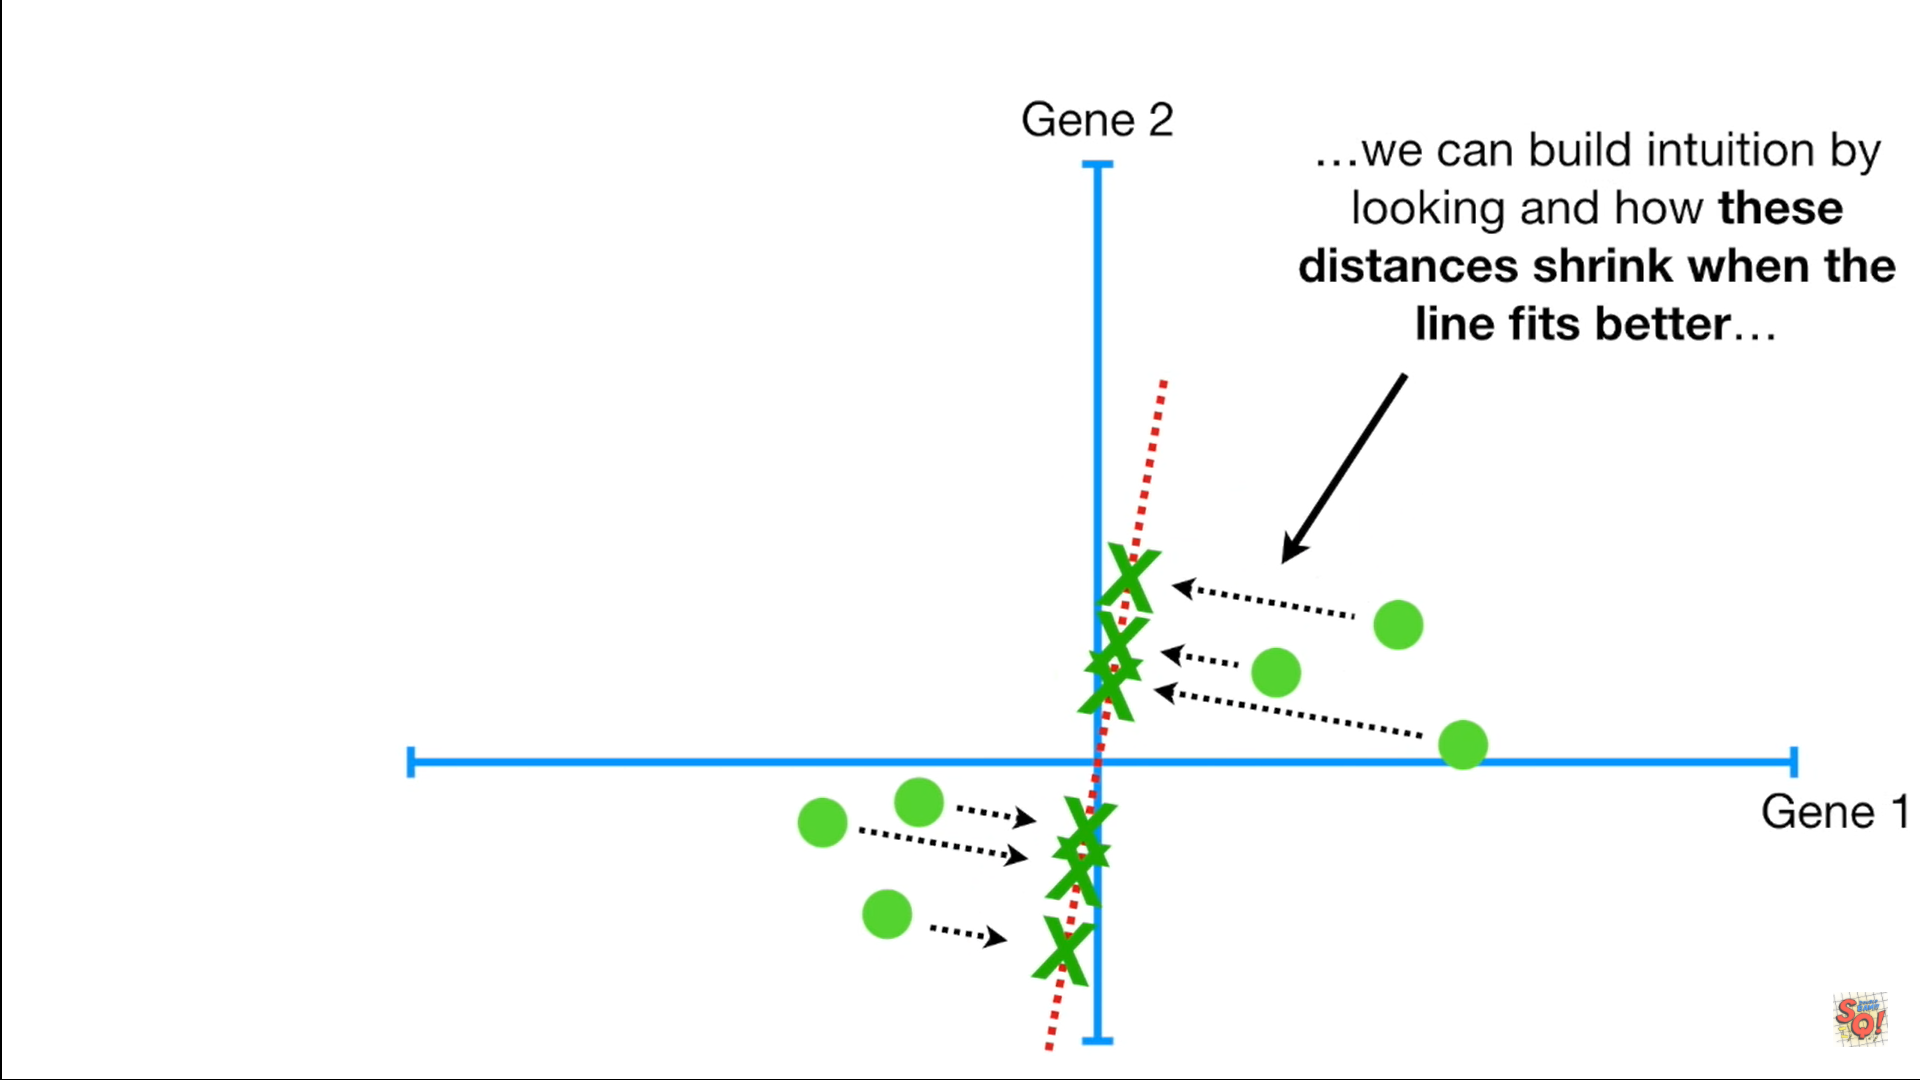 Gene 2
…we can build intuition by
looking and how these
distances shrink when the
line fits better…
Gene 1
SQ!